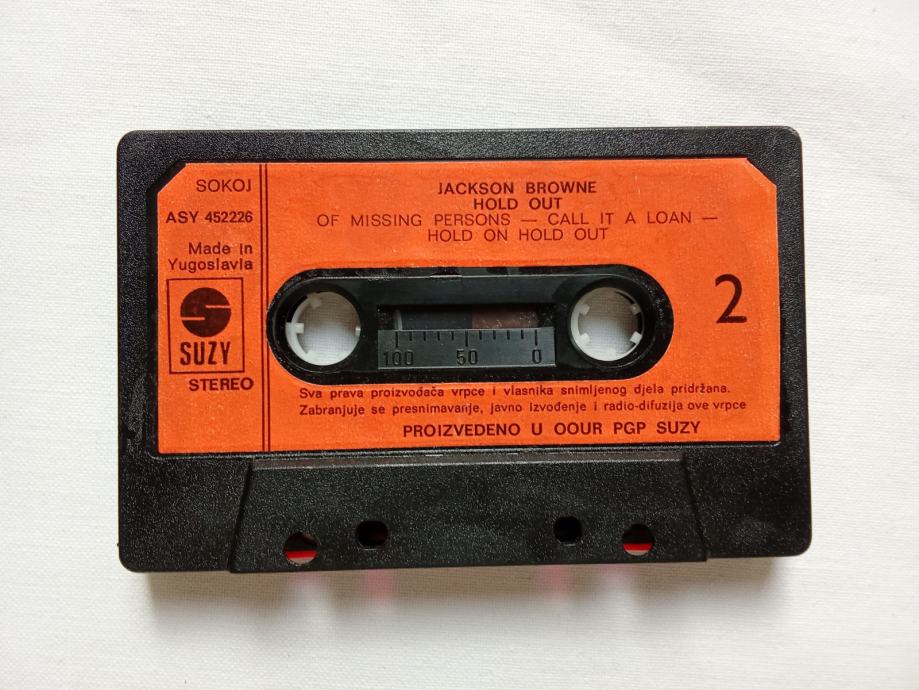 SOKOJ
ASY 452226
Made in
Yugoslavia
SUZY
STEREO
JACKSON BROWNE
HOLD OUT
OF MISSING PERSONS — CALL IT A LOAN —
HOLD ON HOLD OUT
2
100 50 0
Sva prava proizvođača vrpce i vlasnika snimljenog djela pridržana.
Zabranjuje se presnimavanje, javno izvođenje i radio-difuzija ove vrpce
PROIZVEDENO U OOUR PGP SUZY